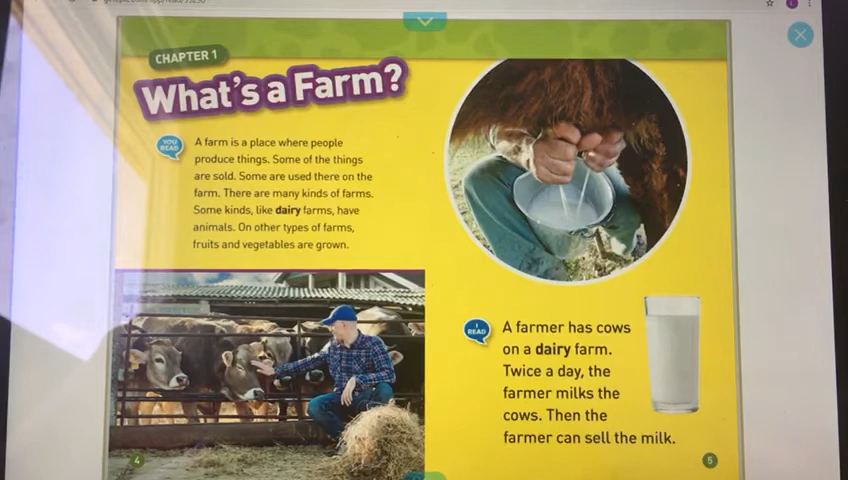 CHAPTER 1
What's a Farm?
YOU
READ
A farm is a place where people
produce things. Some of the things
are sold. Some are used there on the
farm. There are many kinds of farms.
Some kinds, like dairy farms, have
animals. On other types of farms,
fruits and vegetables are grown.
4
I
READ
A farmer has cows
on a dairy farm.
Twice a day, the
farmer milks the
cows. Then the
farmer can sell the milk.
5